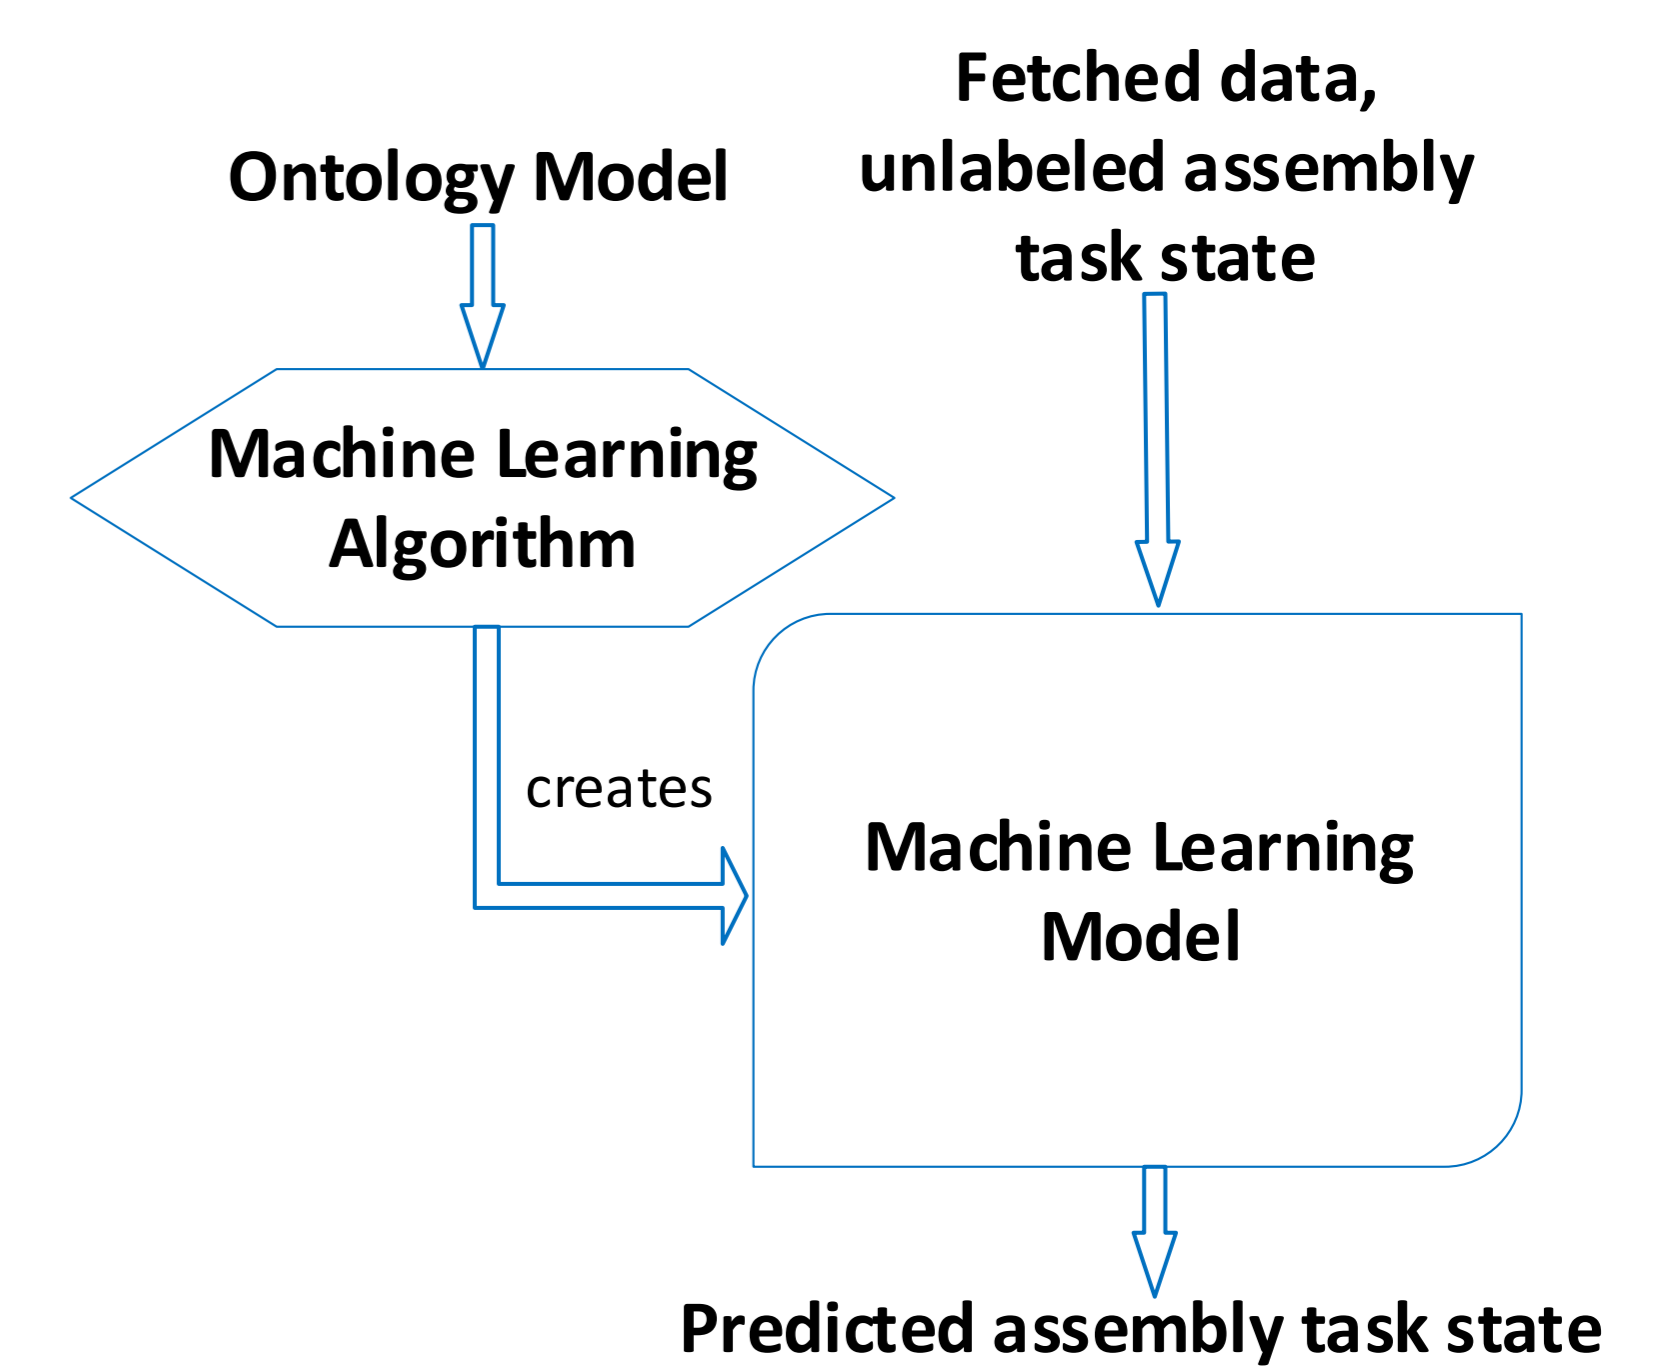 Ontology Model
Fetched data,
unlabeled assembly
task state
Machine Learning
Algorithm
creates
Machine Learning
Model
Predicted assembly task state